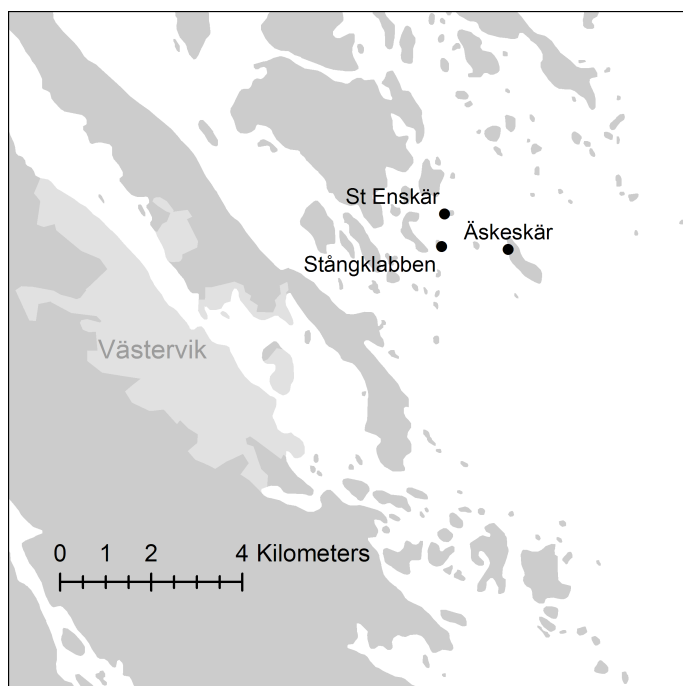 St Enskär
Äskeskär
Stångklabben
Västervik
0 1 2 4 Kilometers